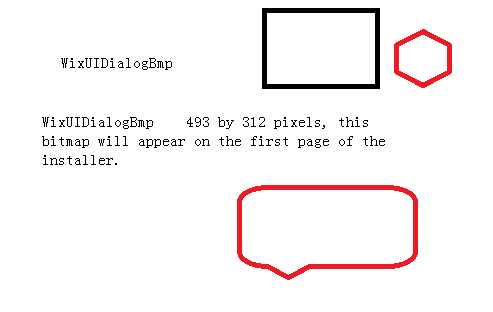 WixUIDialogBmp
WixUIDialogBmp 493 by 312 pixels, this
bitmap will appear on the first page of the
installer.